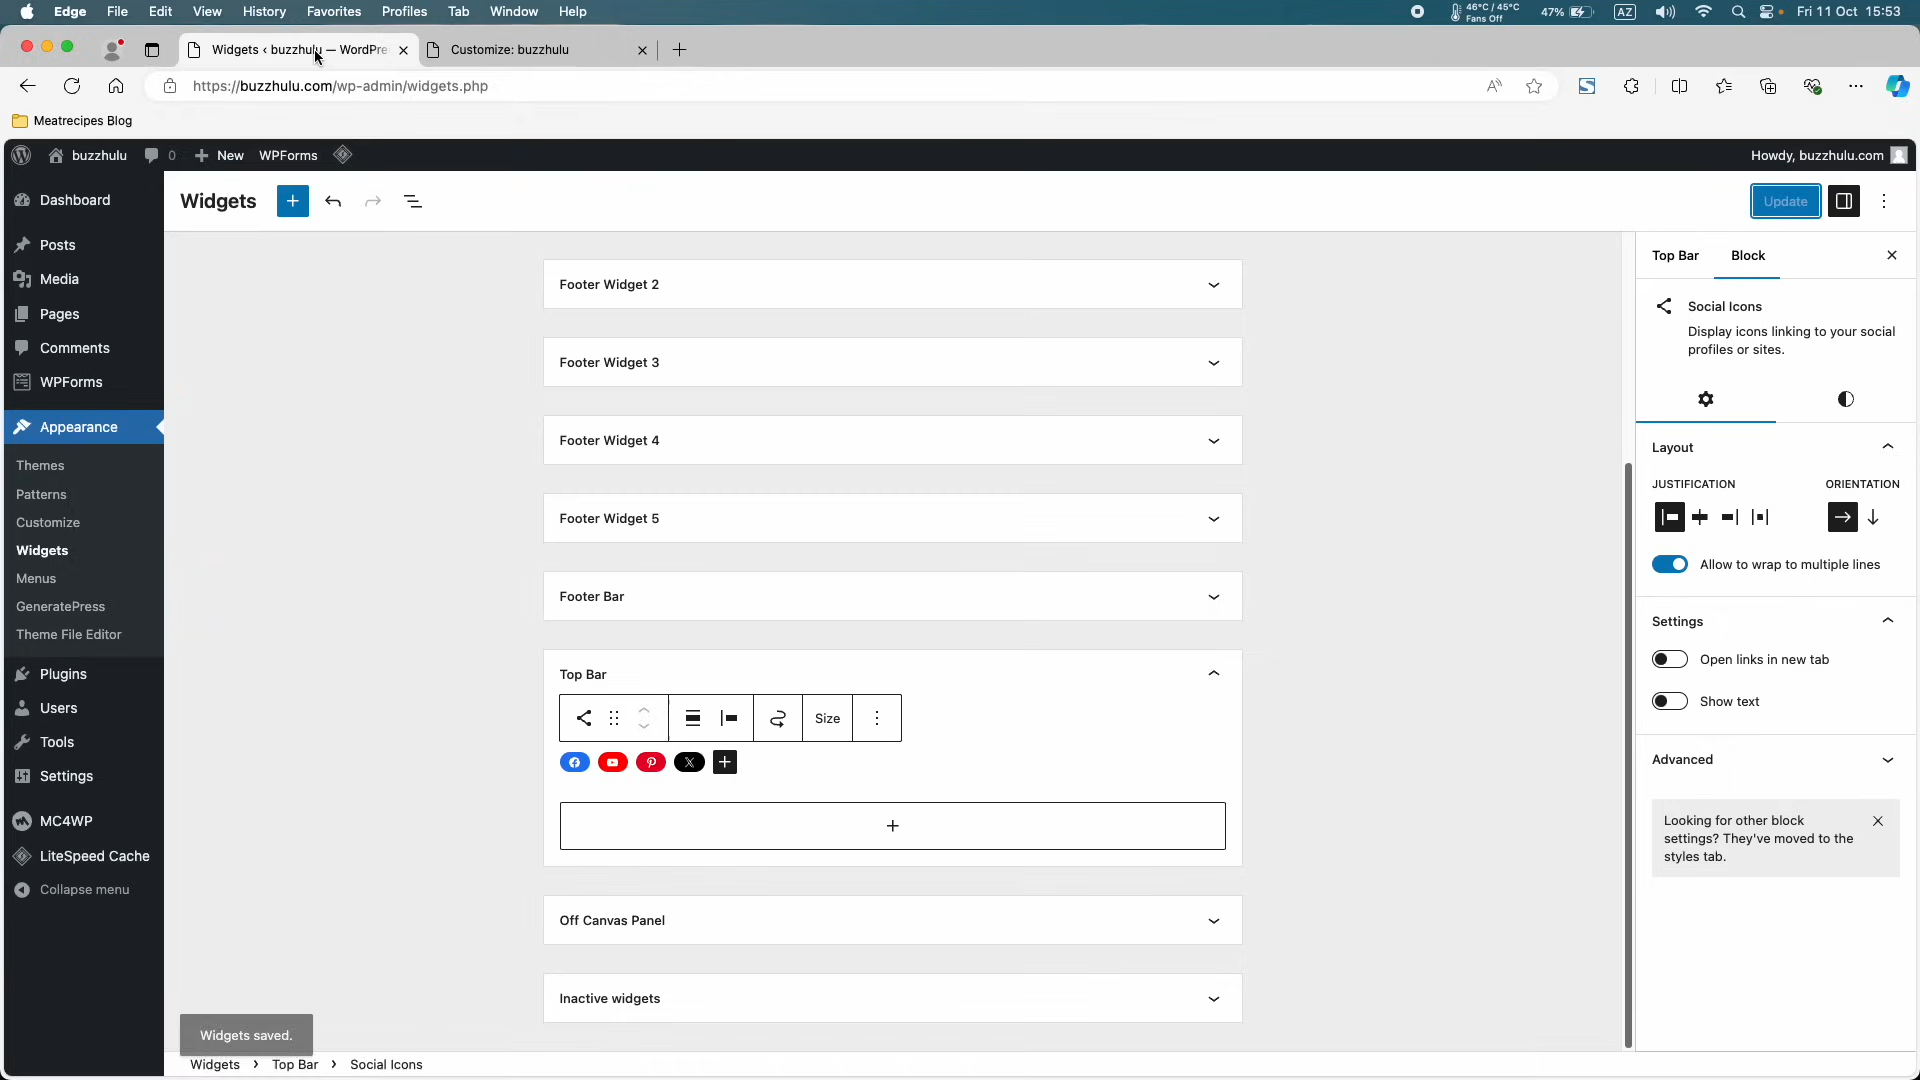 Edge File Edit View History Favorites Profiles Tab Window Help 46°C / 45°C Fans Off 47% AZ Fri 11 Oct 15:53
Widgets ‹ buzzhulu — WordPre Customize: buzzhulu
https://buzzhulu.com/wp-admin/widgets.php
Meatrecipes Blog
buzzhulu 0 New WPForms Howdy, buzzhulu.com
Dashboard
Posts
Media
Pages
Comments
WPForms
Appearance
Themes
Patterns
Customize
Widgets
Menus
GeneratePress
Theme File Editor
Plugins
Users
Tools
Settings
MC4WP
LiteSpeed Cache
Collapse menu
Widgets Update
Footer Widget 2
Footer Widget 3
Footer Widget 4
Footer Widget 5
Footer Bar
Top Bar
Size
Off Canvas Panel
Inactive widgets
Widgets saved.
Widgets › Top Bar › Social Icons
Top Bar Block
Social Icons
Display icons linking to your social
profiles or sites.
Layout
JUSTIFICATION ORIENTATION
Allow to wrap to multiple lines
Settings
Open links in new tab
Show text
Advanced
Looking for other block
settings? They've moved to the
styles tab.